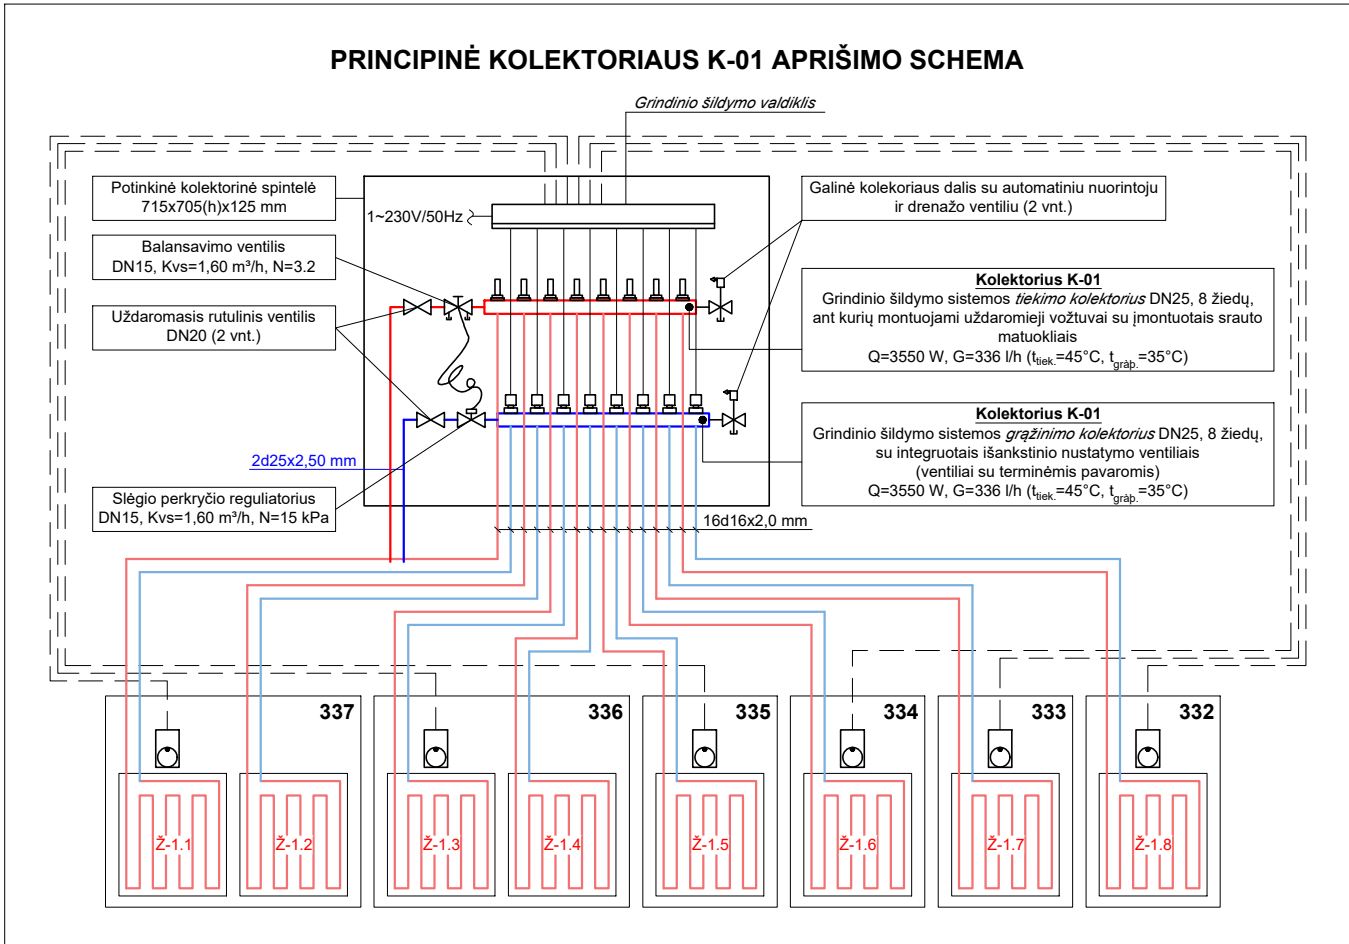 PRINCIPINĖ KOLEKTORIAUS K-01 APRIŠIMO SCHEMA
Grindinio šildymo valdiklis
Potinkinė kolektorinė spintelė
715x705(h)x125 mm
1~230V/50Hz
Galinė kolekoriaus dalis su automatiniu nuorintoju
ir drenažo ventiliu (2 vnt.)
Balansavimo ventilis
DN15, Kvs=1,60 m³/h, N=3.2
Uždaromasis rutulinis ventilis
DN20 (2 vnt.)
Kolektorius K-01
Grindinio šildymo sistemos tiekimo kolektorius DN25, 8 žiedų,
ant kurių montuojami uždaromieji vožtuvai su įmontuotais srauto
matuokliais
Q=3550 W, G=336 l/h (ttiek.=45°C, tgrąb.=35°C)
Kolektorius K-01
Grindinio šildymo sistemos grąžinimo kolektorius DN25, 8 žiedų,
su integruotais išankstinio nustatymo ventiliais
(ventiliai su terminėmis pavaromis)
Q=3550 W, G=336 l/h (ttiek.=45°C, tgrąb.=35°C)
2d25x2,50 mm
Slėgio perkryčio reguliatorius
DN15, Kvs=1,60 m³/h, N=15 kPa
16d16x2,0 mm
337
336
335
334
333
332
Ž-1.1
Ž-1.2
Ž-1.3
Ž-1.4
Ž-1.5
Ž-1.6
Ž-1.7
Ž-1.8